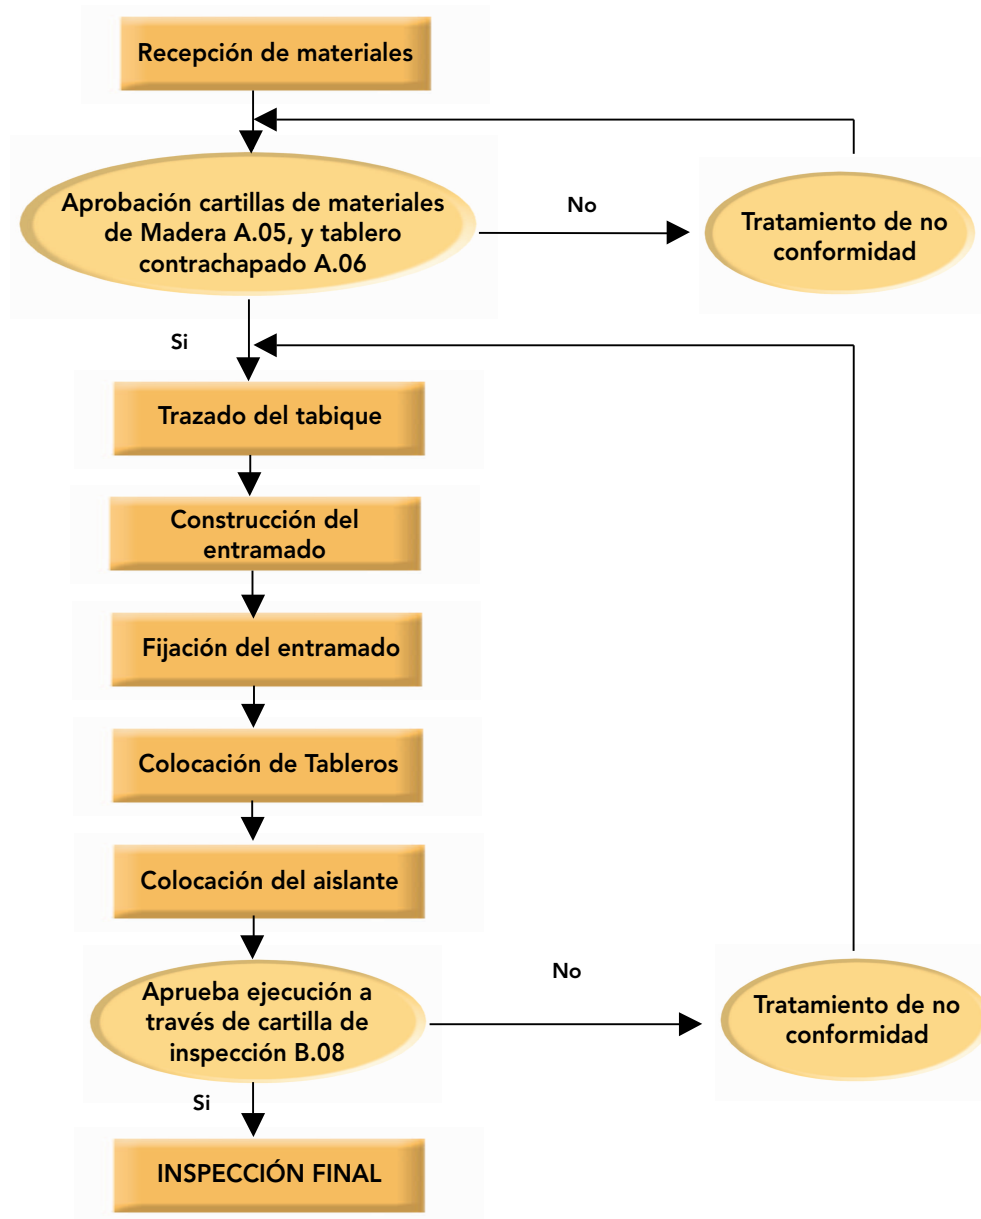 Recepción de materiales
Aprobación cartillas de materiales
de Madera A.05, y tablero
contrachapado A.06
No
Tratamiento de no
conformidad
Si
Trazado del tabique
Construcción del
entramado
Fijación del entramado
Colocación de Tableros
Colocación del aislante
Aprueba ejecución a
través de cartilla de
inspección B.08
No
Tratamiento de no
conformidad
Si
INSPECCIÓN FINAL